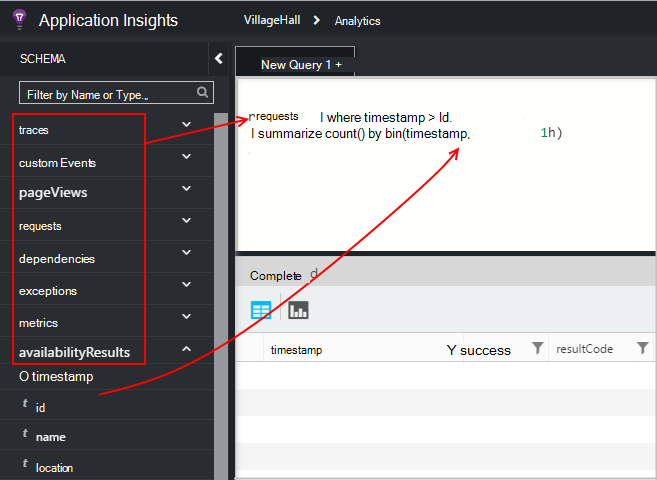 Application Insights
VillageHall
Analytics
SCHEMA
New Query 1 +
Filter by Name or Type..
traces
custom Events
pageViews
requests
dependencies
exceptions
metrics
availabilityResults
O timestamp
t id
t name
t location
requests | where timestamp > Id.
| summarize count() by bin(timestamp, 1h)
Complete d
timestamp
Y success
resultCode